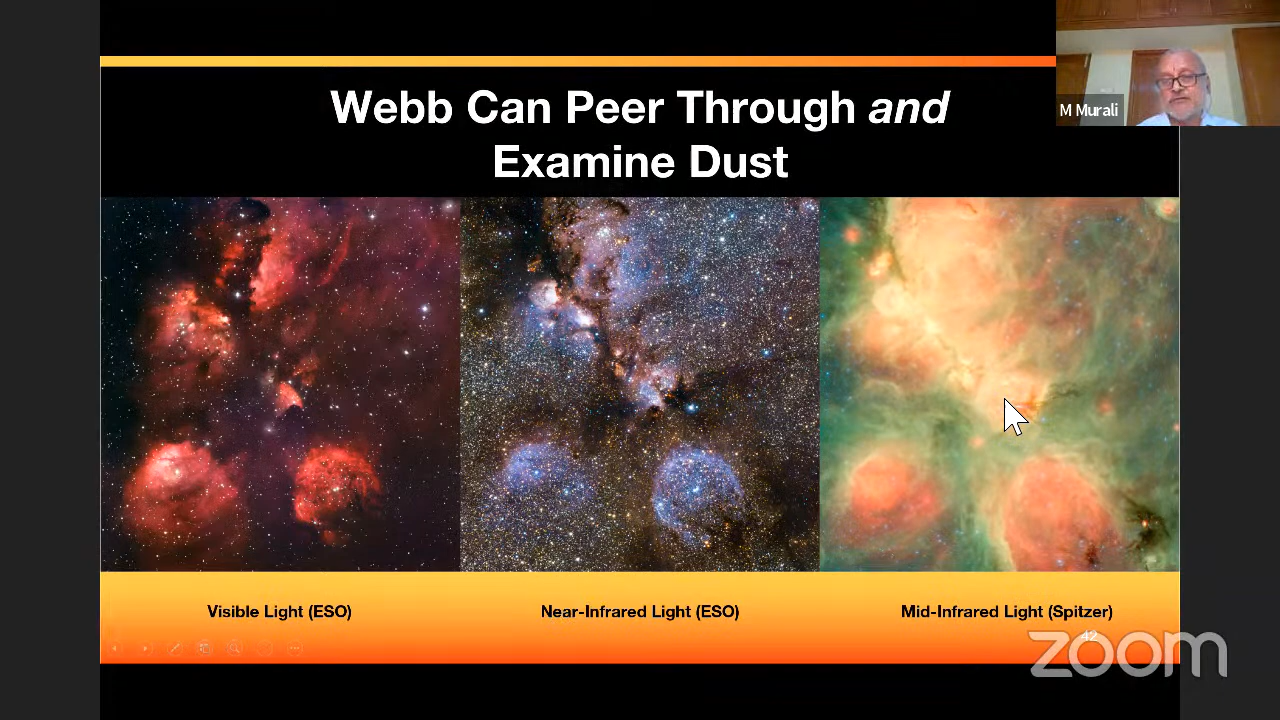 Webb Can Peer Through and
Examine Dust
M Murali
Visible Light (ESO)
Near-Infrared Light (ESO)
Mid-Infrared Light (Spitzer)
42
zoom